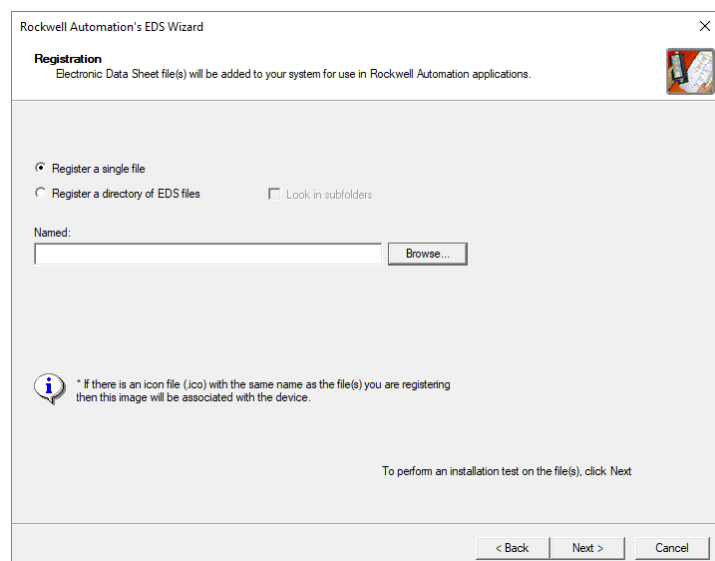 Rockwell Automation's EDS Wizard
Registration
Electronic Data Sheet file(s) will be added to your system for use in Rockwell Automation applications.
Register a single file
Register a directory of EDS files
Look in subfolders
Named:
Browse...
* If there is an icon file (.ico) with the same name as the file(s) you are registering
then this image will be associated with the device.
To perform an installation test on the file(s), click Next
< Back
Next >
Cancel